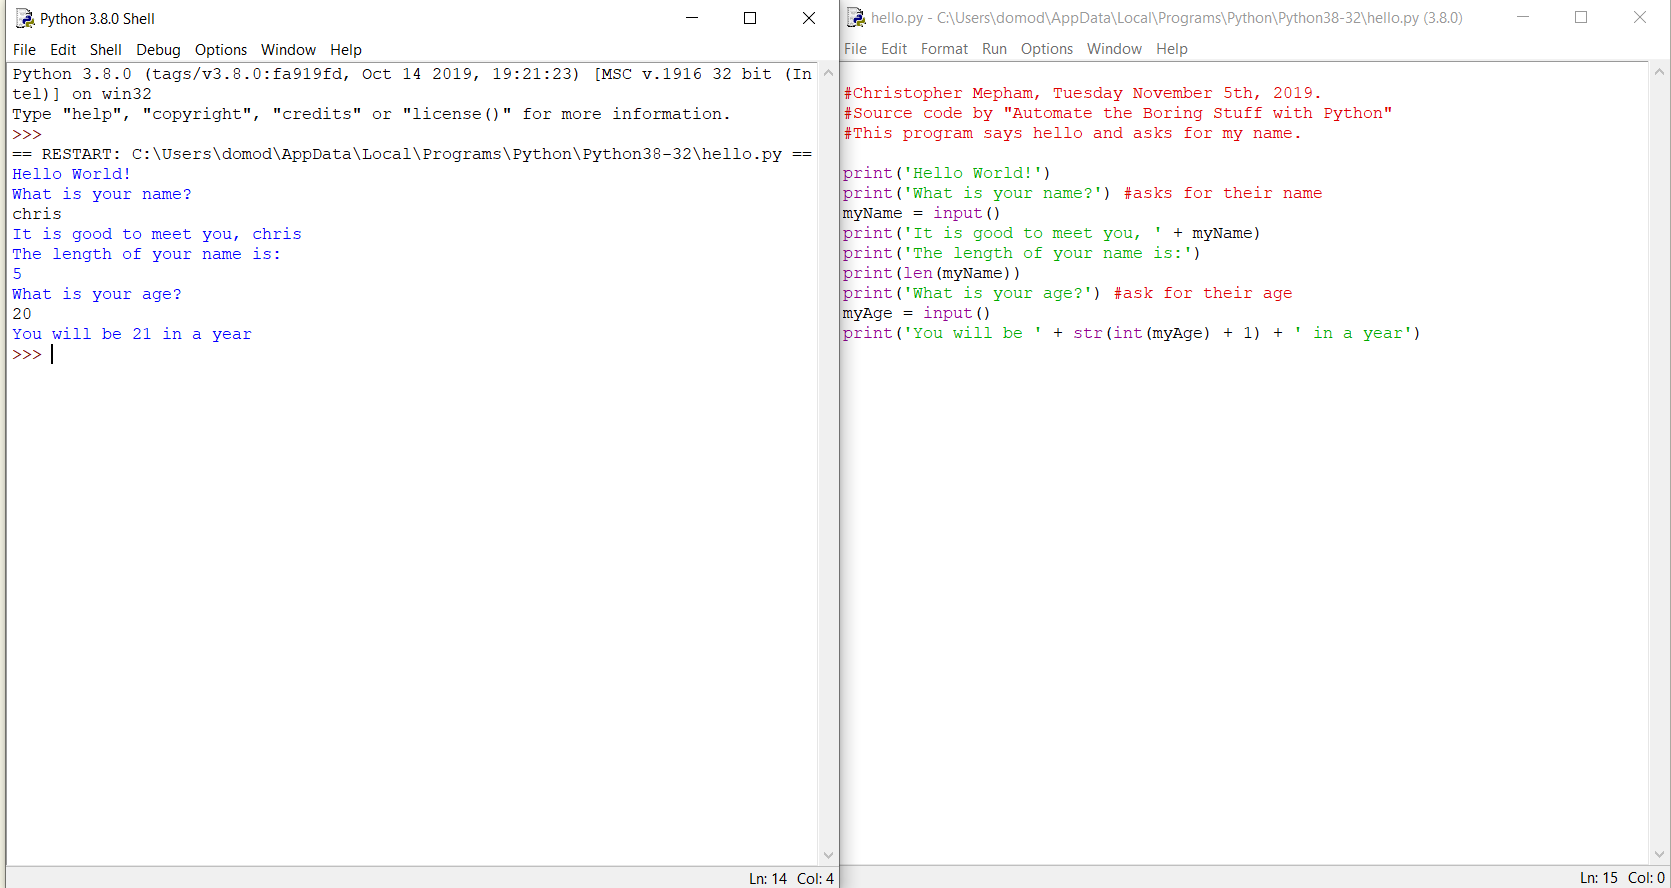 Python 3.8.0 Shell
File Edit Shell Debug Options Window Help
Python 3.8.0 (tags/v3.8.0:fa919fd, Oct 14 2019, 19:21:23) [MSC v.1916 32 bit (In
tel)] on win32
Type "help", "copyright", "credits" or "license()" for more information.
>>>
== RESTART: C:\Users\domod\AppData\Local\Programs\Python\Python38-32\hello.py ==
Hello World!
What is your name?
chris
It is good to meet you, chris
The length of your name is:
5
What is your age?
20
You will be 21 in a year
>>>
Ln: 14 Col: 4
hello.py - C:\Users\domod\AppData\Local\Programs\Python\Python38-32\hello.py (3.8.0)
File Edit Format Run Options Window Help
#Christopher Mepham, Tuesday November 5th, 2019.
#Source code by "Automate the Boring Stuff with Python"
#This program says hello and asks for my name.
print('Hello World!')
print('What is your name?') #asks for their name
myName = input()
print('It is good to meet you, ' + myName)
print('The length of your name is:')
print(len(myName))
print('What is your age?') #ask for their age
myAge = input()
print('You will be ' + str(int(myAge) + 1) + ' in a year')
Ln: 15 Col: 0